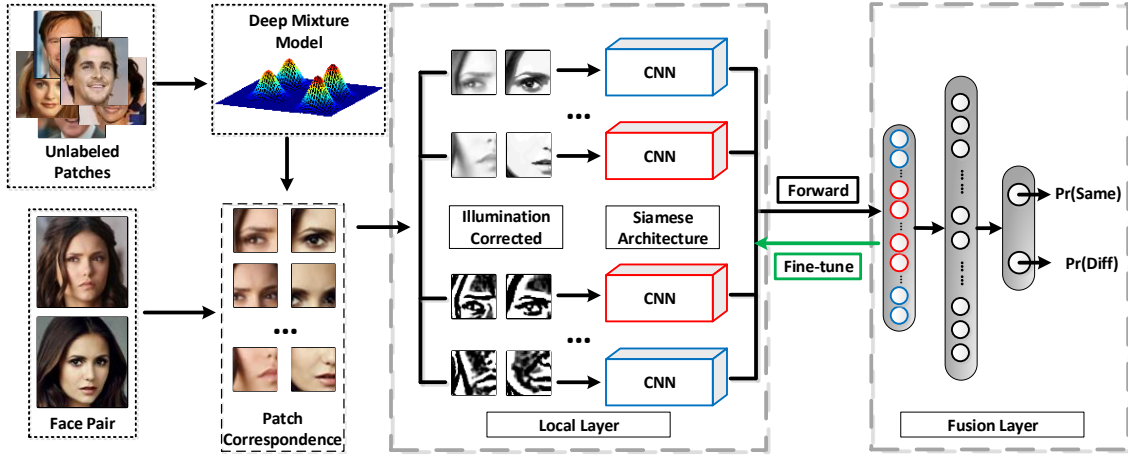 Unlabeled
Patches
Deep Mixture
Model
Face Pair
...
Patch
Correspondence
CNN
...
CNN
Illumination
Corrected
Siamese
Architecture
CNN
...
CNN
Local Layer
Forward
Fine-tune
Pr(Same)
Pr(Diff)
Fusion Layer